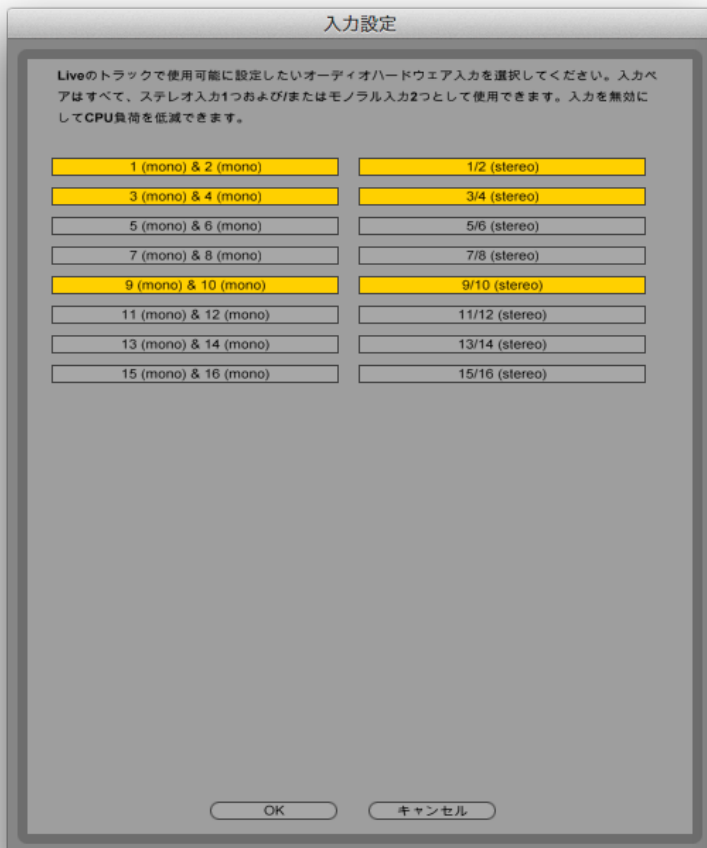 入力設定
Liveのトラックで使用可能に設定したいオーディオハードウェア入力を選択してください。入力ペ
アはすべて、ステレオ入力1つおよび/またはモノラル入力2つとして使用できます。入力を無効に
してCPU負荷を低減できます。
1 (mono) & 2 (mono) 1/2 (stereo)
3 (mono) & 4 (mono) 3/4 (stereo)
5 (mono) & 6 (mono) 5/6 (stereo)
7 (mono) & 8 (mono) 7/8 (stereo)
9 (mono) & 10 (mono) 9/10 (stereo)
11 (mono) & 12 (mono) 11/12 (stereo)
13 (mono) & 14 (mono) 13/14 (stereo)
15 (mono) & 16 (mono) 15/16 (stereo)
OK キャンセル